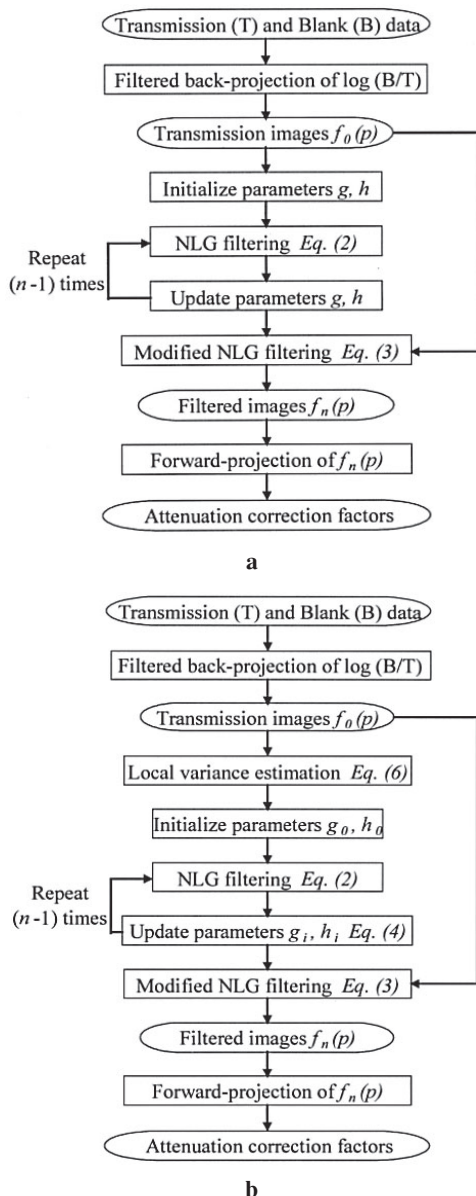 Transmission (T) and Blank (B) data
Filtered back-projection of log (B/T)
Transmission images f0 (p)
Initialize parameters g, h
NLG filtering Eq. (2)
Repeat
(n-1) times
Update parameters g, h
Modified NLG filtering Eq. (3)
Filtered images fn (p)
Forward-projection of fn (p)
Attenuation correction factors
a
Transmission (T) and Blank (B) data
Filtered back-projection of log (B/T)
Transmission images f0 (p)
Local variance estimation Eq. (6)
Initialize parameters g0, h0
NLG filtering Eq. (2)
Repeat
(n-1) times
Update parameters gi, hi Eq. (4)
Modified NLG filtering Eq. (3)
Filtered images fn (p)
Forward-projection of fn (p)
Attenuation correction factors
b